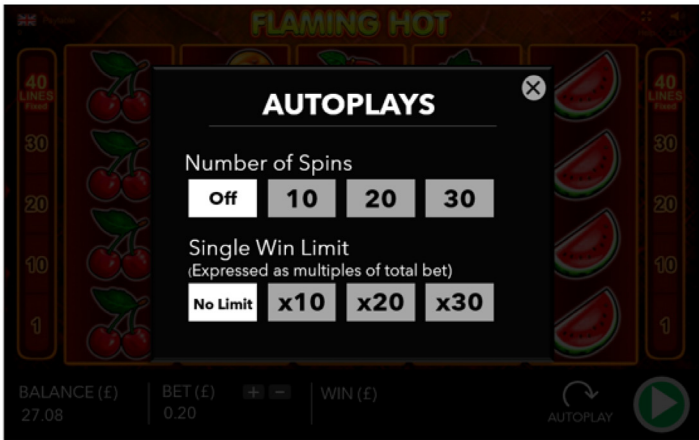 FLAMING HOT
40
LINES
Fixed
30
20
10
1
40
LINES
Fixed
30
20
10
1
AUTOPLAYS
Number of Spins
Off 10 20 30
Single Win Limit
(Expressed as multiples of total bet)
No Limit x10 x20 x30
BALANCE (£) BET (£) + − WIN (£)
27.08 0.20
AUTOPLAY